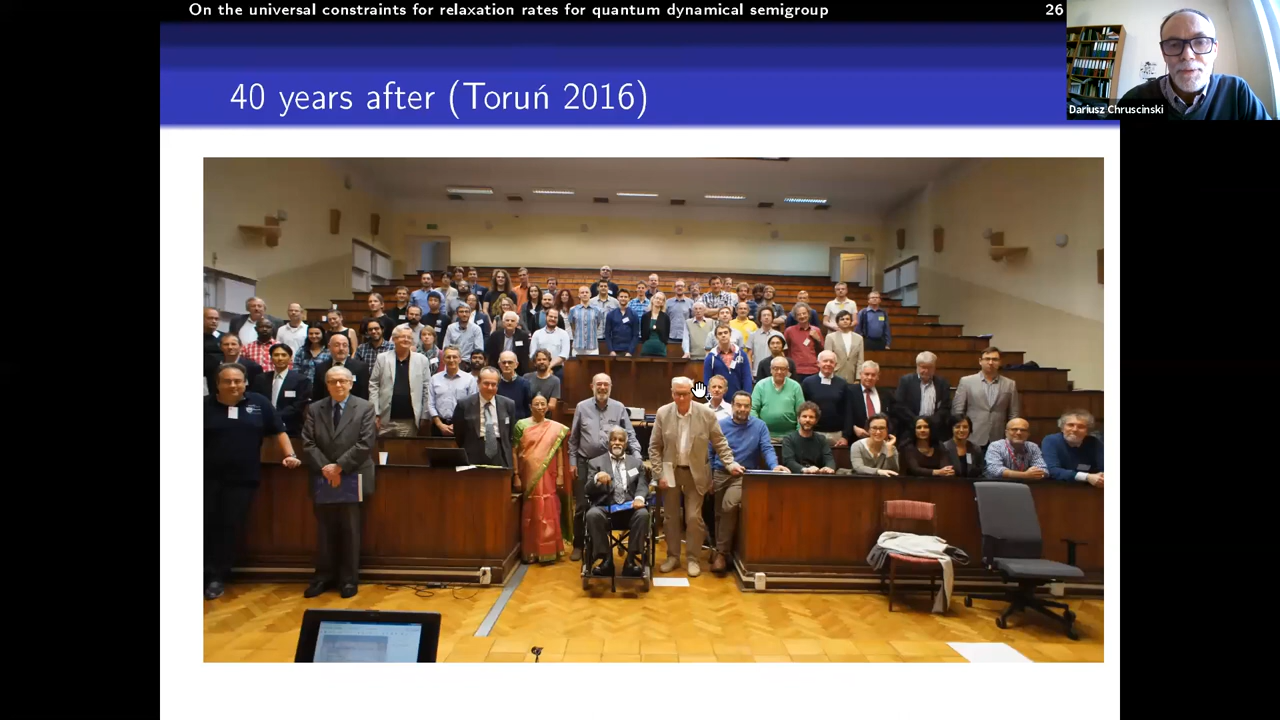 On the universal constraints for relaxation rates for quantum dynamical semigroup
26
40 years after (Toruń 2016)
Dariusz Chruscinski